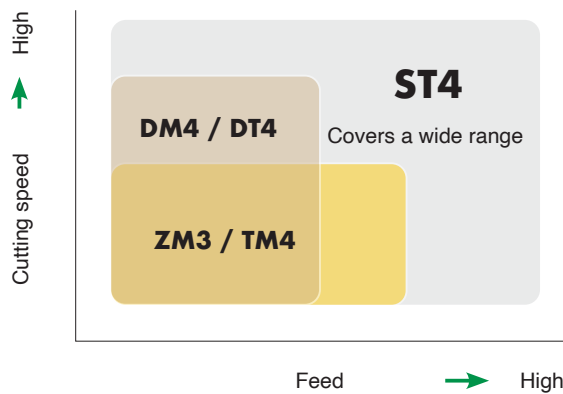 High
Cutting speed
ST4
Covers a wide range
DM4 / DT4
ZM3 / TM4
Feed
High